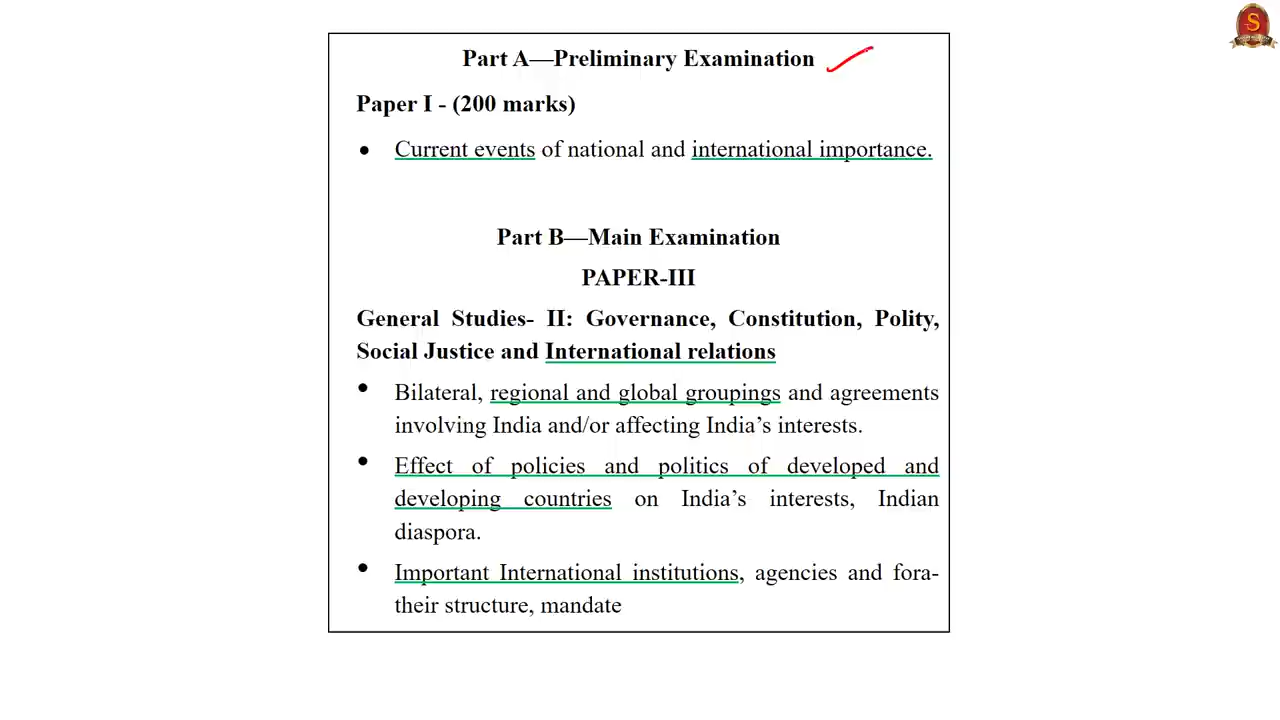 S
Part A—Preliminary Examination
Paper I - (200 marks)
• Current events of national and international importance.
Part B—Main Examination
PAPER-III
General Studies- II: Governance, Constitution, Polity,
Social Justice and International relations
• Bilateral, regional and global groupings and agreements
involving India and/or affecting India’s interests.
• Effect of policies and politics of developed and
developing countries on India’s interests, Indian
diaspora.
• Important International institutions, agencies and fora-
their structure, mandate